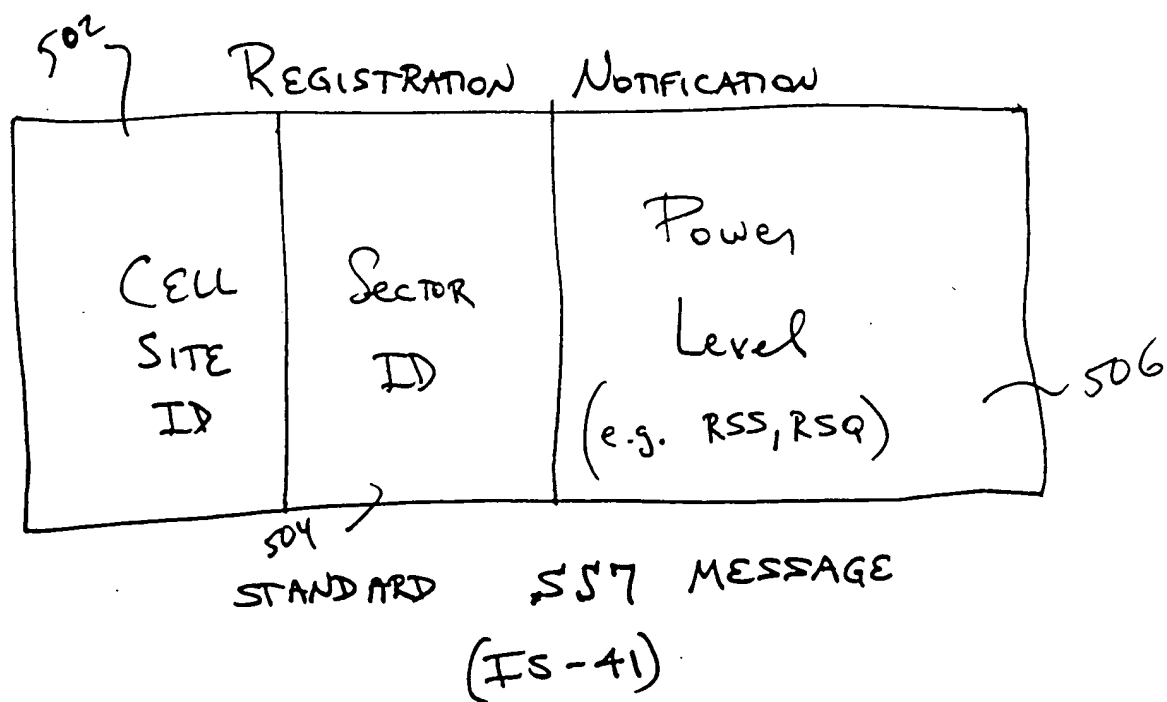 502
REGISTRATION NOTIFICATION
CELL
SITE
ID
Sector
ID
Power
Level
(e.g. RSS, RSQ)
506
504
STANDARD SS7 MESSAGE
(IS-41)